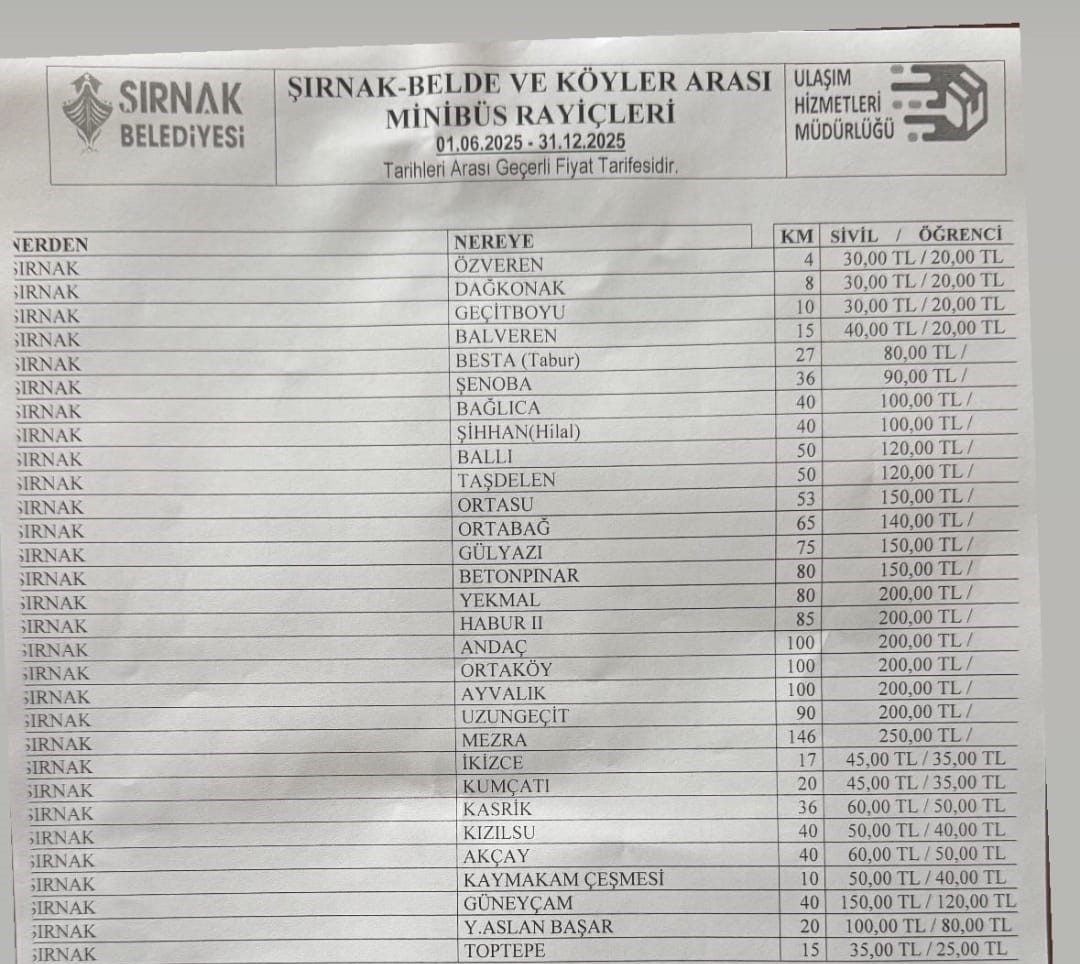 SIRNAK
BELEDİYESİ
ŞIRNAK-BELDE VE KÖYLER ARASI
MİNİBÜS RAYİÇLERİ
01.06.2025 - 31.12.2025
Tarihleri Arası Geçerli Fiyat Tarifesidir.
ULAŞIM
HİZMETLERİ
MÜDÜRLÜĞÜ
NERDEN NEREYE KM SİVİL / ÖĞRENCİ
ŞIRNAK ÖZVEREN 4 30,00 TL / 20,00 TL
ŞIRNAK DAĞKONAK 8 30,00 TL / 20,00 TL
ŞIRNAK GEÇİTBOYU 10 30,00 TL / 20,00 TL
ŞIRNAK BALVEREN 15 40,00 TL / 20,00 TL
ŞIRNAK BESTA (Tabur) 27 80,00 TL /
ŞIRNAK ŞENOBA 36 90,00 TL /
ŞIRNAK BAĞLICA 40 100,00 TL /
ŞIRNAK ŞİHHAN(Hilal) 40 100,00 TL /
ŞIRNAK BALLI 50 120,00 TL /
ŞIRNAK TAŞDELEN 50 120,00 TL /
ŞIRNAK ORTASU 53 150,00 TL /
ŞIRNAK ORTABAĞ 65 140,00 TL /
ŞIRNAK GÜLYAZI 75 150,00 TL /
ŞIRNAK BETONPINAR 80 150,00 TL /
ŞIRNAK YEKMAL 80 200,00 TL /
ŞIRNAK HABUR II 85 200,00 TL /
ŞIRNAK ANDAÇ 100 200,00 TL /
ŞIRNAK ORTAKÖY 100 200,00 TL /
ŞIRNAK AYVALIK 100 200,00 TL /
ŞIRNAK UZUNGEÇİT 90 200,00 TL /
ŞIRNAK MEZRA 146 250,00 TL /
ŞIRNAK İKİZCE 17 45,00 TL / 35,00 TL
ŞIRNAK KUMÇATI 20 45,00 TL / 35,00 TL
ŞIRNAK KASRİK 36 60,00 TL / 50,00 TL
ŞIRNAK KIZILSU 40 50,00 TL / 40,00 TL
ŞIRNAK AKÇAY 40 60,00 TL / 50,00 TL
ŞIRNAK KAYMAKAM ÇEŞMESİ 10 50,00 TL / 40,00 TL
ŞIRNAK GÜNEYÇAM 40 150,00 TL / 120,00 TL
ŞIRNAK Y.ASLAN BAŞAR 20 100,00 TL / 80,00 TL
ŞIRNAK TOPTEPE 15 35,00 TL / 25,00 TL